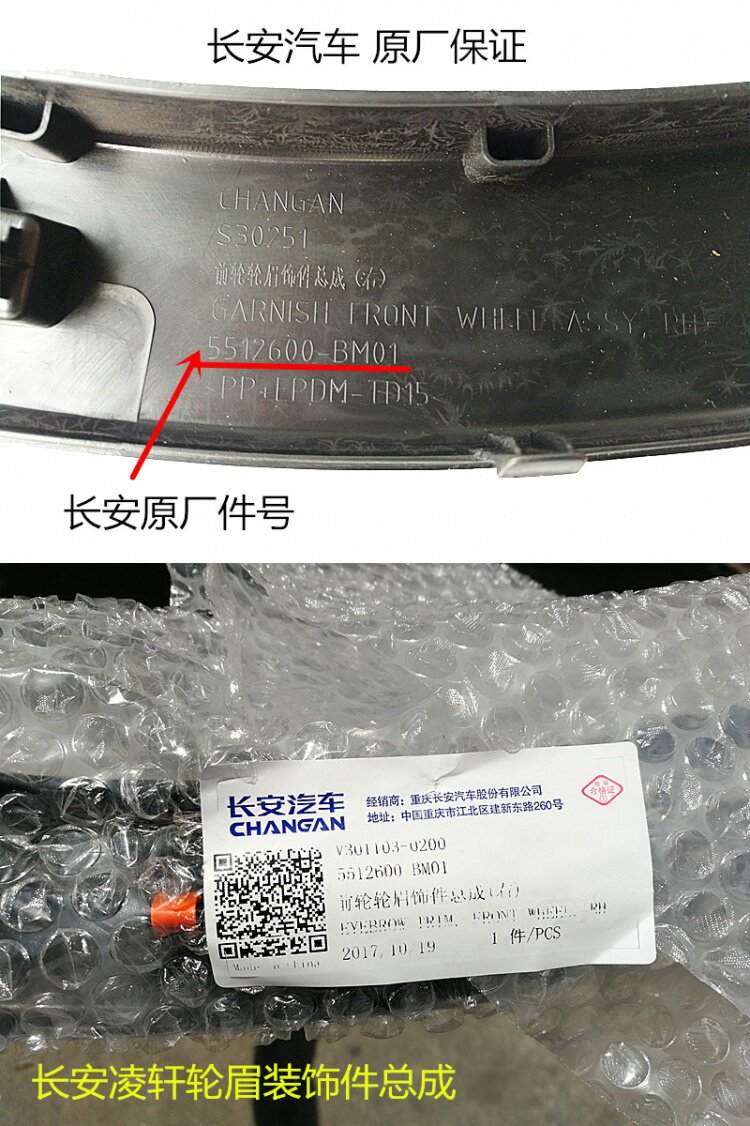 长安汽车 原厂保证
CHANGAN
S30251
前轮轮眉饰件总成(右)
GARNISH FRONT WHEEL ASSY, RH
5512600-BM01
>PP+EPDM-TD15<
长安原厂件号
长安汽车
CHANGAN
经销商：重庆长安汽车股份有限公司
地址：中国重庆市江北区建新东路260号
合格证
V301103-0200
5512600 BM01
前轮轮眉饰件总成(右)
EYEBROW TRIM, FRONT WHEEL, RH
2017/10/19 1 件/PCS
Made in china
长安凌轩轮眉装饰件总成